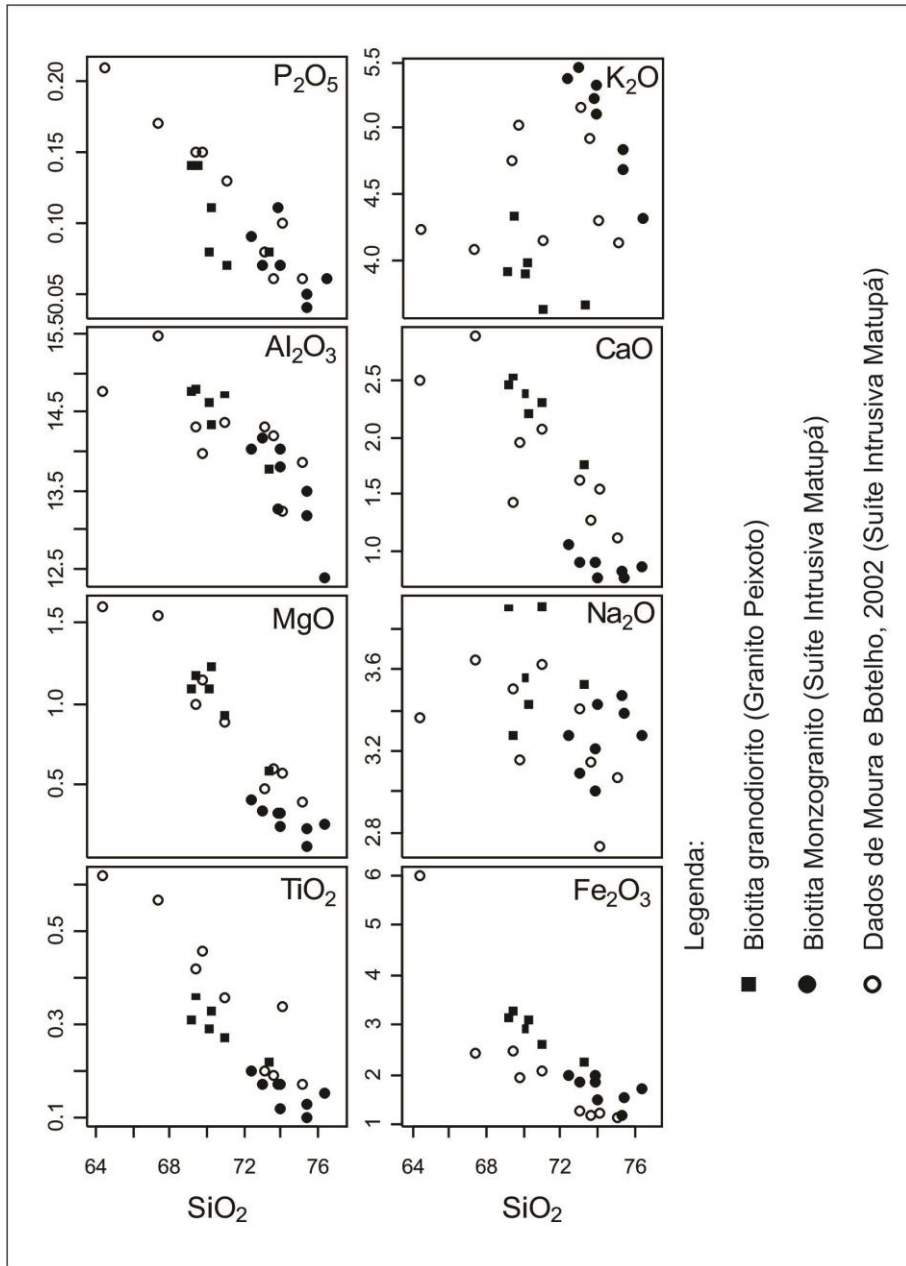 0.05 0.10 0.15 0.20
P₂O₅
12.5 13.5 14.5 15.5
Al₂O₃
0.5 1.0 1.5
MgO
0.1 0.3 0.5
TiO₂
64 68 72 76
SiO₂
4.0 4.5 5.0 5.5
K₂O
1.0 1.5 2.0 2.5
CaO
2.8 3.2 3.6
Na₂O
1 2 3 4 5 6
Fe₂O₃
64 68 72 76
SiO₂
Legenda:
Biotita granodiorito (Granito Peixoto)
Biotita Monzogranito (Suíte Intrusiva Matupá)
Dados de Moura e Botelho, 2002 (Suíte Intrusiva Matupá)